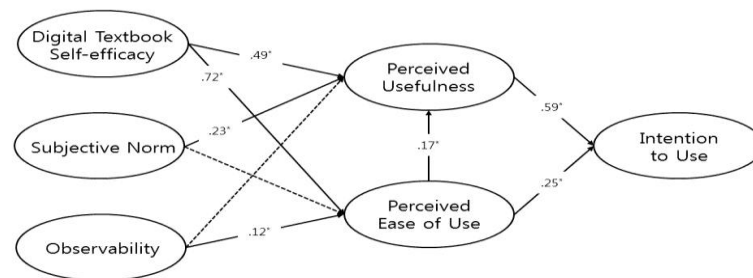 Digital Textbook
Self-efficacy
.49*
.72*
Perceived
Usefulness
.59*
Subjective Norm
.23*
.17*
Intention
to Use
.25*
Perceived
Ease of Use
Observability
.12*